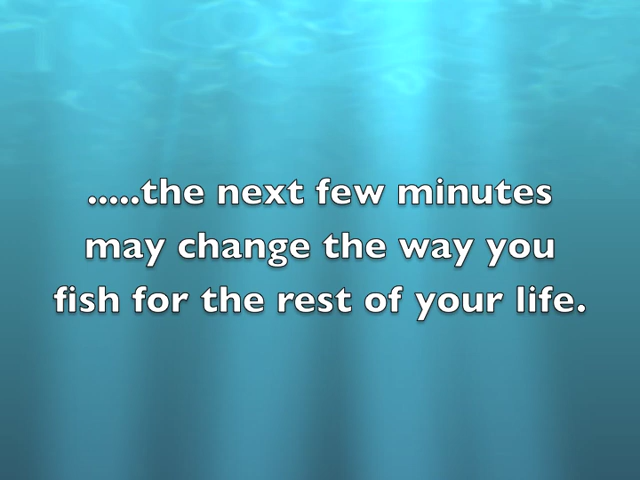 .....the next few minutes
may change the way you
fish for the rest of your life.